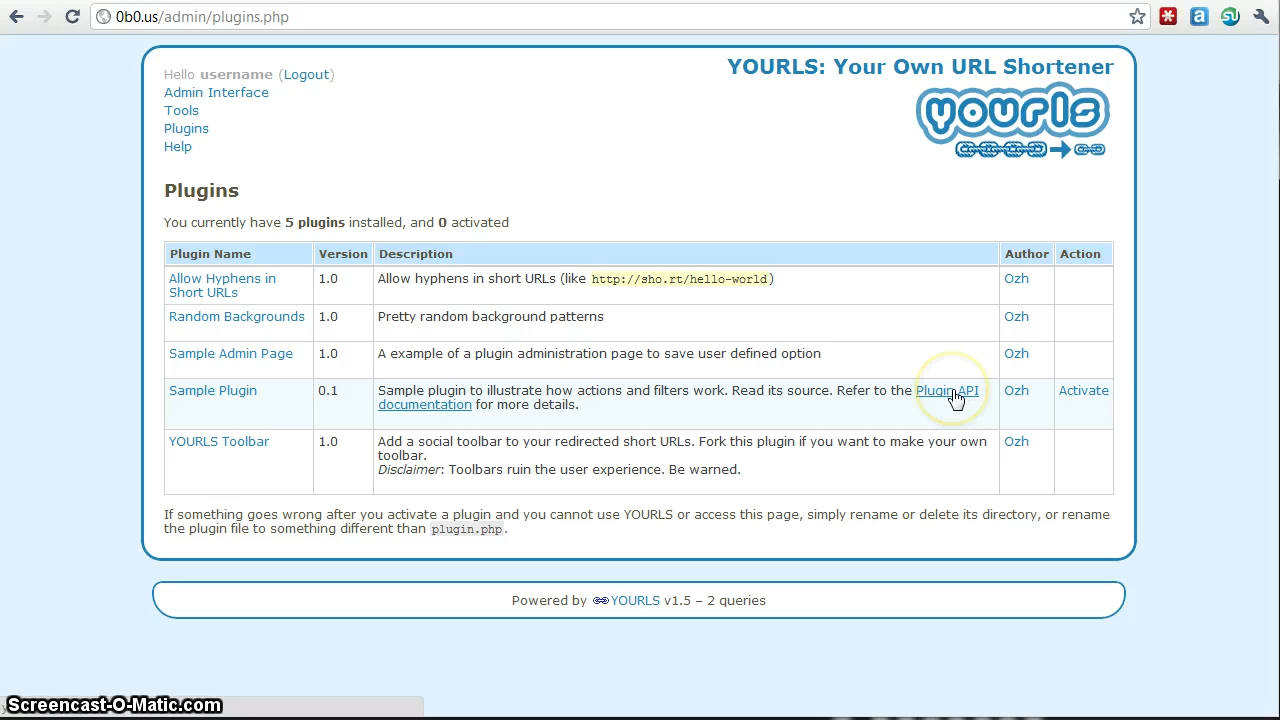 0b0.us/admin/plugins.php
Hello username (Logout)
Admin Interface
Tools
Plugins
Help
YOURLS: Your Own URL Shortener
yourls
Plugins
You currently have 5 plugins installed, and 0 activated
Plugin Name Version Description Author Action
Allow Hyphens in 1.0 Allow hyphens in short URLs (like http://sho.rt/hello-world) Ozh
Short URLs
Random Backgrounds 1.0 Pretty random background patterns Ozh
Sample Admin Page 1.0 A example of a plugin administration page to save user defined option Ozh
Sample Plugin 0.1 Sample plugin to illustrate how actions and filters work. Read its source. Refer to the Plugin API Ozh Activate
documentation for more details.
YOURLS Toolbar 1.0 Add a social toolbar to your redirected short URLs. Fork this plugin if you want to make your own Ozh
toolbar.
Disclaimer: Toolbars ruin the user experience. Be warned.
If something goes wrong after you activate a plugin and you cannot use YOURLS or access this page, simply rename or delete its directory, or rename
the plugin file to something different than plugin.php.
Powered by YOURLS v1.5 – 2 queries
Screencast-O-Matic.com